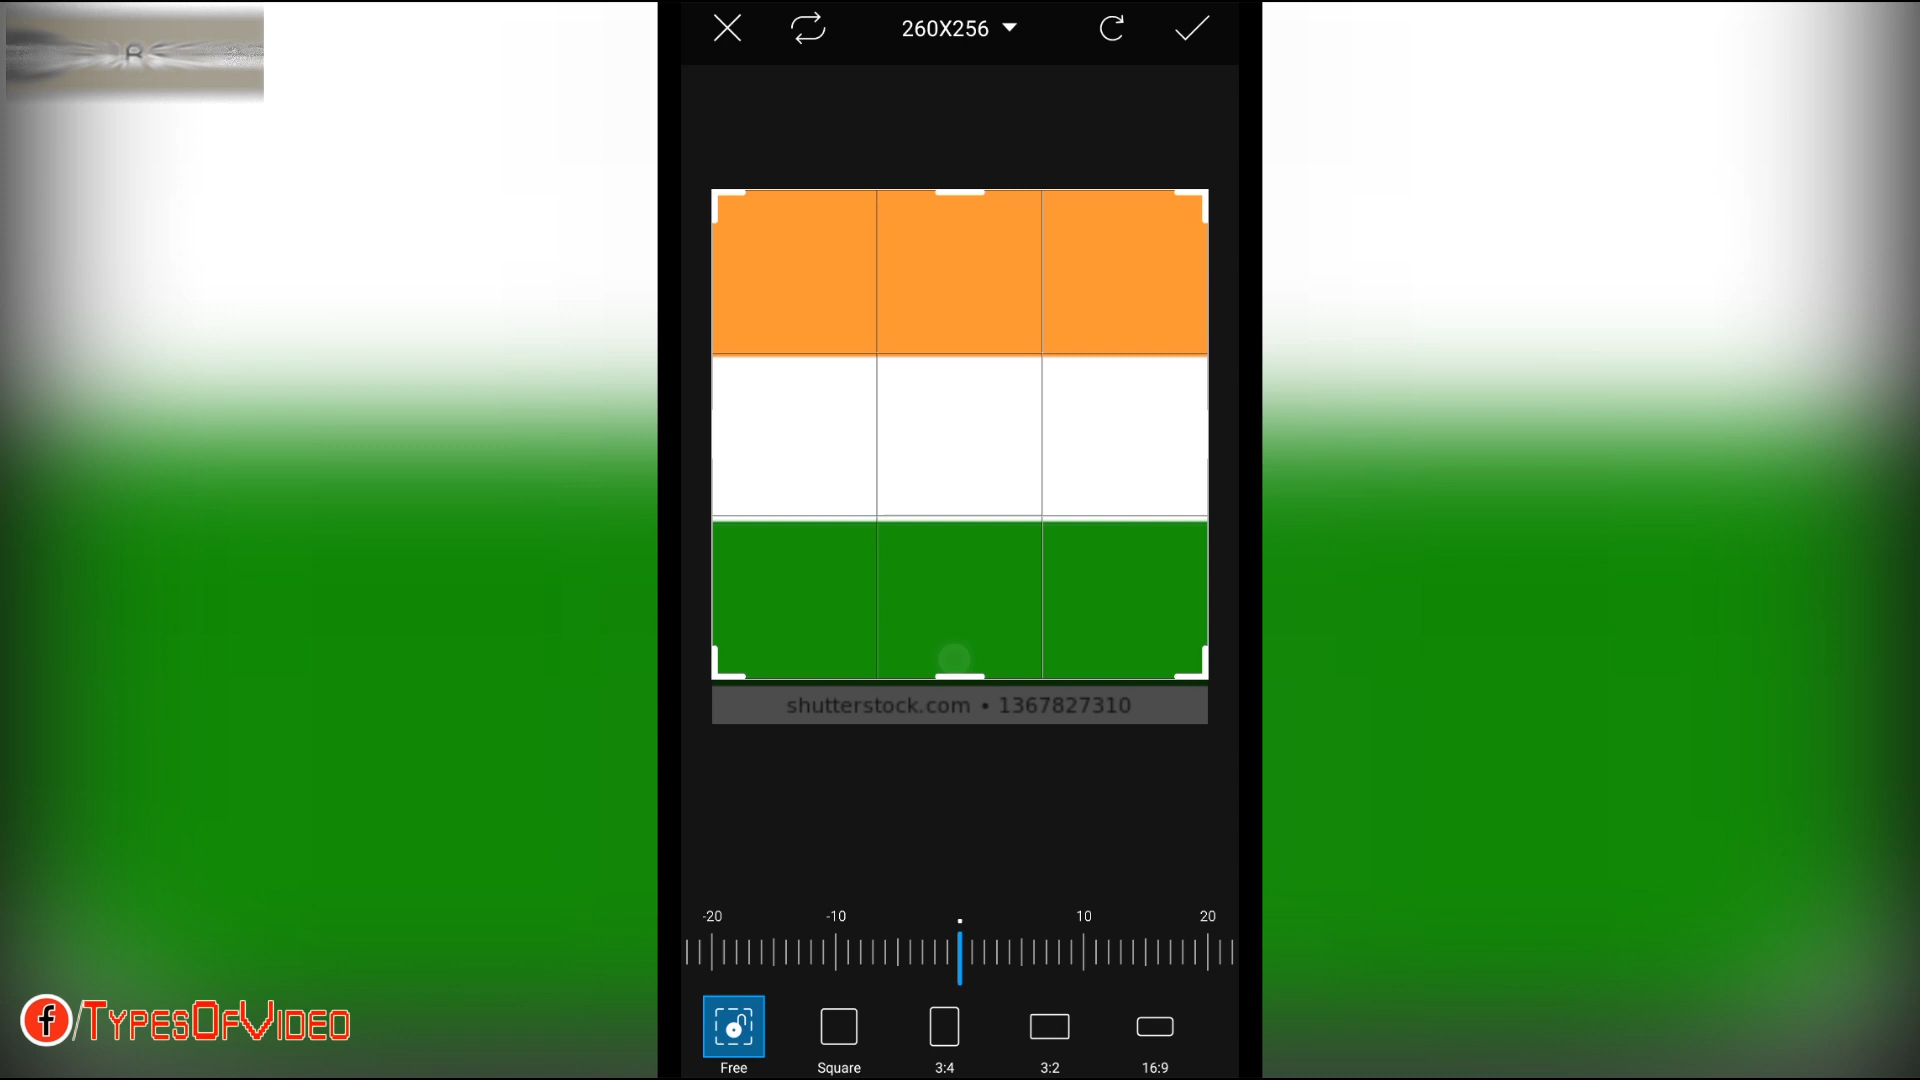 R
260X256
shutterstock.com • 1367827310
-20 -10 10 20
Free Square 3:4 3:2 16:9
f/TYPESOFVIDEO